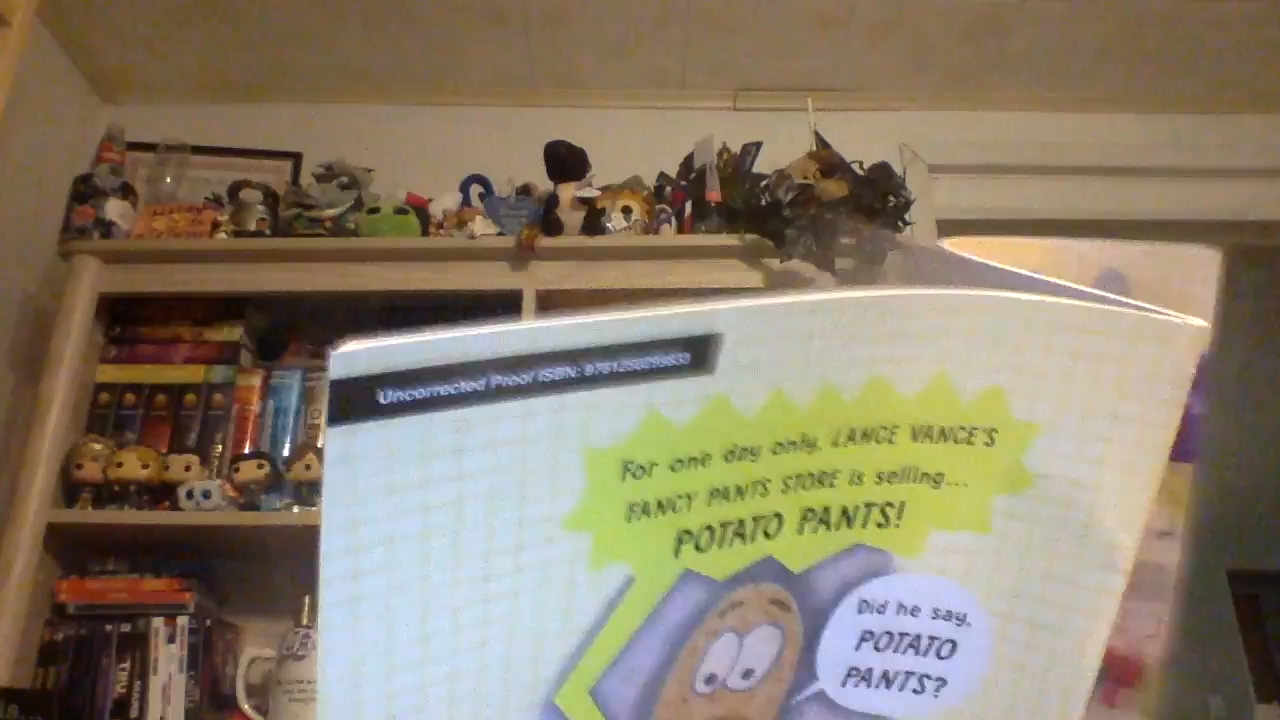 Uncorrected Proof ISBN:
For one day only, LANCE VANCE'S
FANCY PANTS STORE is selling...
POTATO PANTS!
Did he say,
POTATO
PANTS?